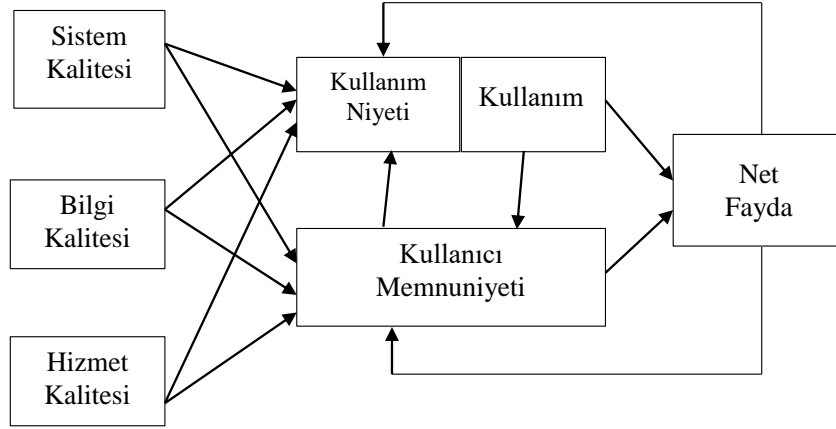 Sistem
Kalitesi
Bilgi
Kalitesi
Hizmet
Kalitesi
Kullanım
Niyeti
Kullanım
Kullanıcı
Memnuniyeti
Net
Fayda